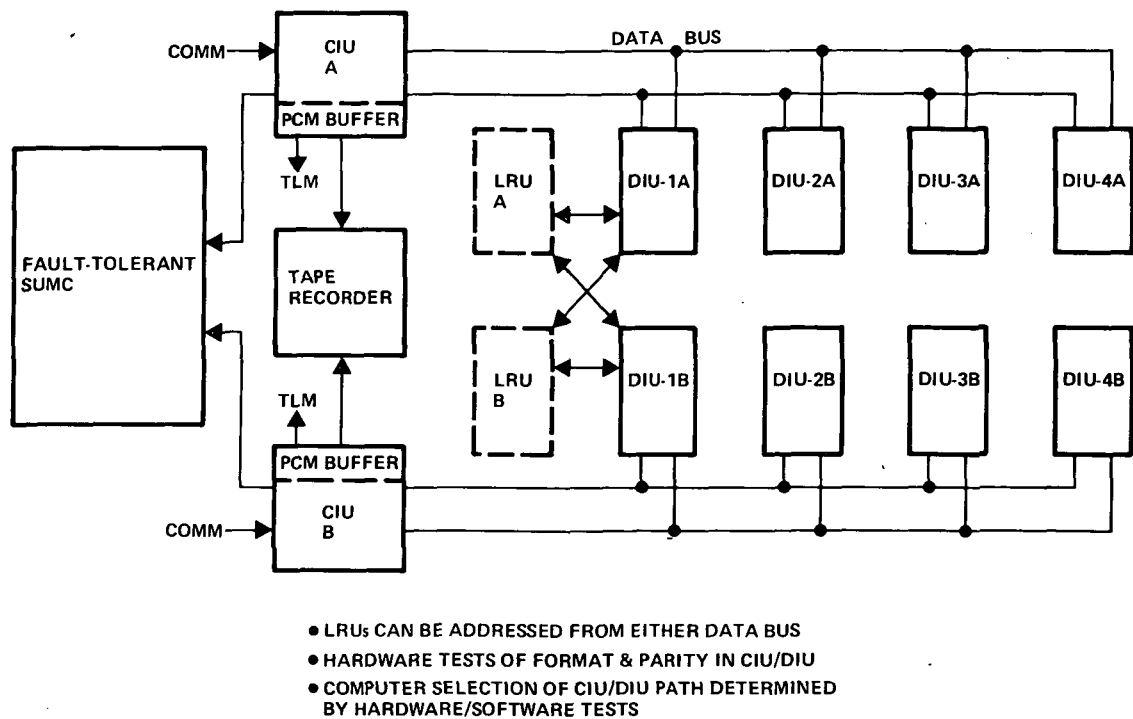 COMM
CIU
A
DATA BUS
PCM BUFFER
TLM
FAULT-TOLERANT
SUMC
TAPE
RECORDER
LRU
A
DIU-1A
DIU-2A
DIU-3A
DIU-4A
LRU
B
DIU-1B
DIU-2B
DIU-3B
DIU-4B
TLM
PCM BUFFER
COMM
CIU
B
● LRUs CAN BE ADDRESSED FROM EITHER DATA BUS
● HARDWARE TESTS OF FORMAT & PARITY IN CIU/DIU
● COMPUTER SELECTION OF CIU/DIU PATH DETERMINED
BY HARDWARE/SOFTWARE TESTS